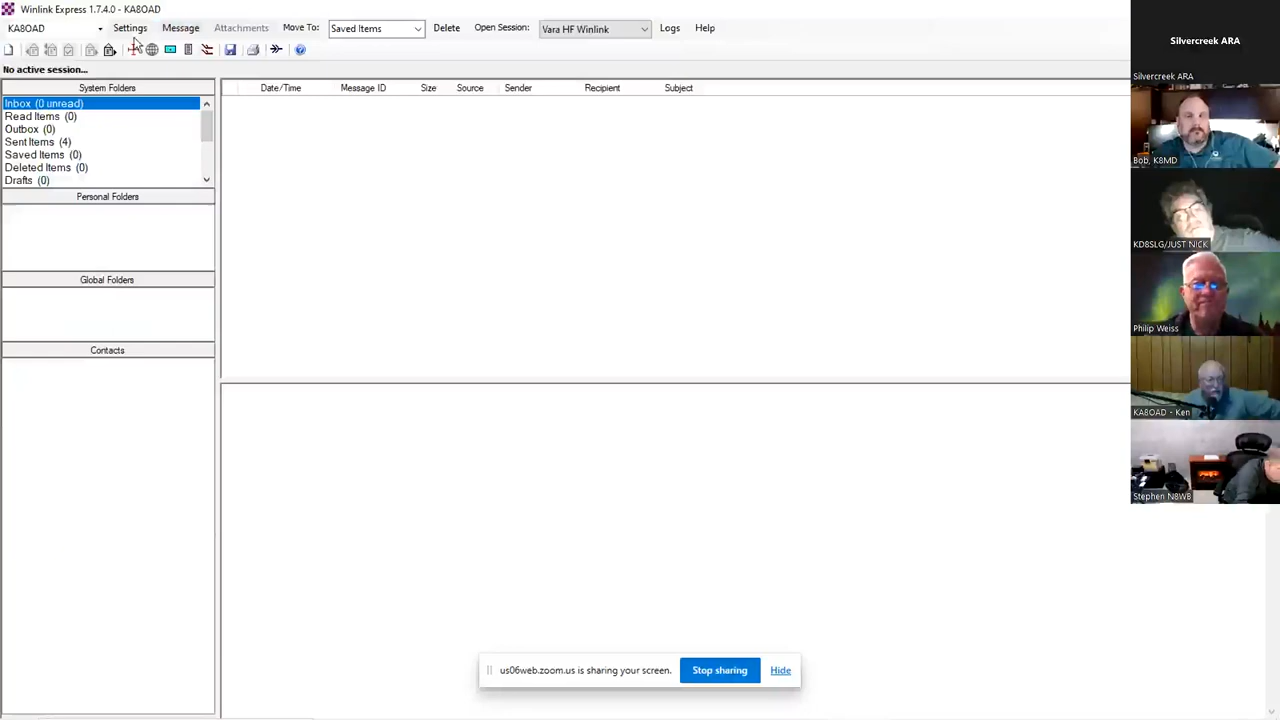 Winlink Express 1.7.4.0 - KA8OAD
KA8OAD Settings Message Attachments Move To: Saved Items Delete Open Session: Vara HF Winlink Logs Help
No active session...
System Folders
Inbox (0 unread)
Read Items (0)
Outbox (0)
Sent Items (4)
Saved Items (0)
Deleted Items (0)
Drafts (0)
Personal Folders
Global Folders
Contacts
Date/Time Message ID Size Source Sender Recipient Subject
us06web.zoom.us is sharing your screen. Stop sharing Hide
Silvercreek ARA
Silvercreek ARA
Bob, K8MD
KD8SLG/JUST NICK
Philip Weiss
KA8OAD - Ken
Stephen N8WB